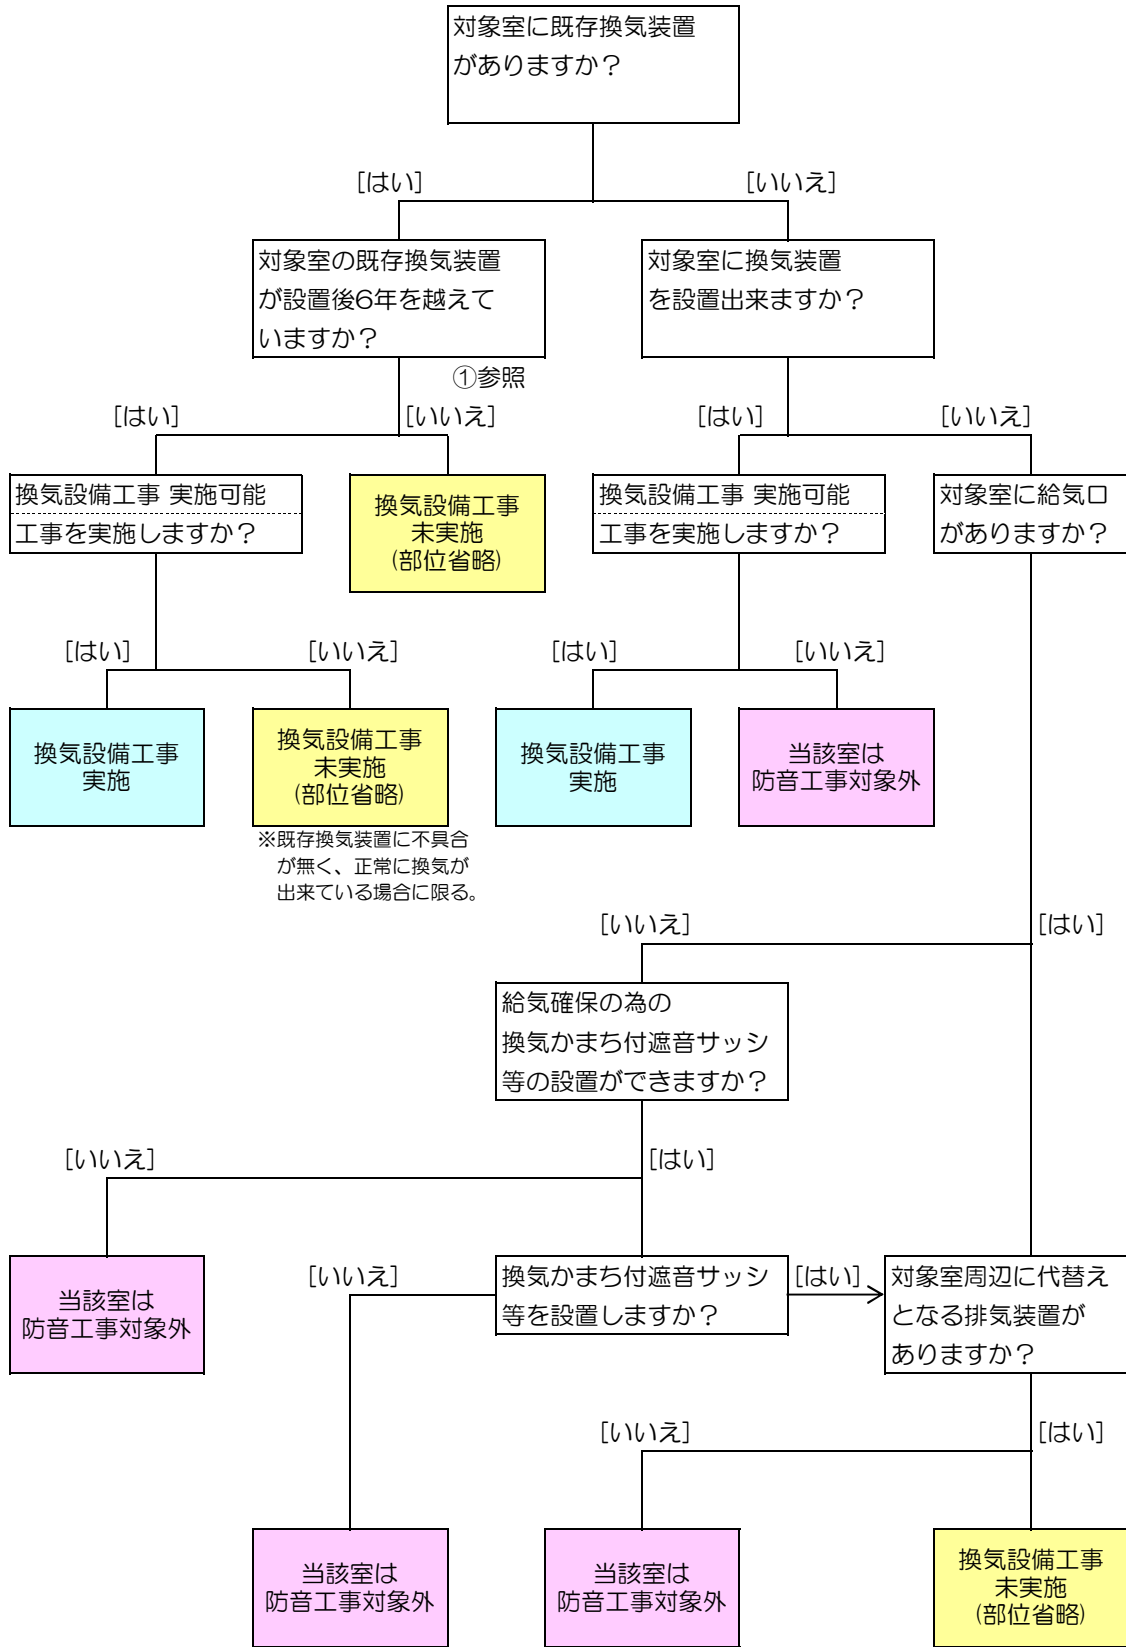 対象室に既存換気装置
がありますか？
[はい]
[いいえ]
対象室の既存換気装置
が設置後6年を越えて
いますか？
対象室に換気装置
を設置出来ますか？
①参照
[はい]
[いいえ]
[はい]
[いいえ]
換気設備工事 実施可能
工事を実施しますか？
換気設備工事
未実施
(部位省略)
換気設備工事 実施可能
工事を実施しますか？
対象室に給気口
がありますか？
[はい]
[いいえ]
[はい]
[いいえ]
換気設備工事
実施
換気設備工事
未実施
(部位省略)
換気設備工事
実施
当該室は
防音工事対象外
※既存換気装置に不具合
が無く、正常に換気が
出来ている場合に限る。
[いいえ]
[はい]
給気確保の為の
換気かまち付遮音サッシ
等の設置ができますか？
[いいえ]
[はい]
当該室は
防音工事対象外
[いいえ]
換気かまち付遮音サッシ
等を設置しますか？
[はい]
対象室周辺に代替え
となる排気装置が
ありますか？
[いいえ]
[はい]
当該室は
防音工事対象外
当該室は
防音工事対象外
換気設備工事
未実施
(部位省略)